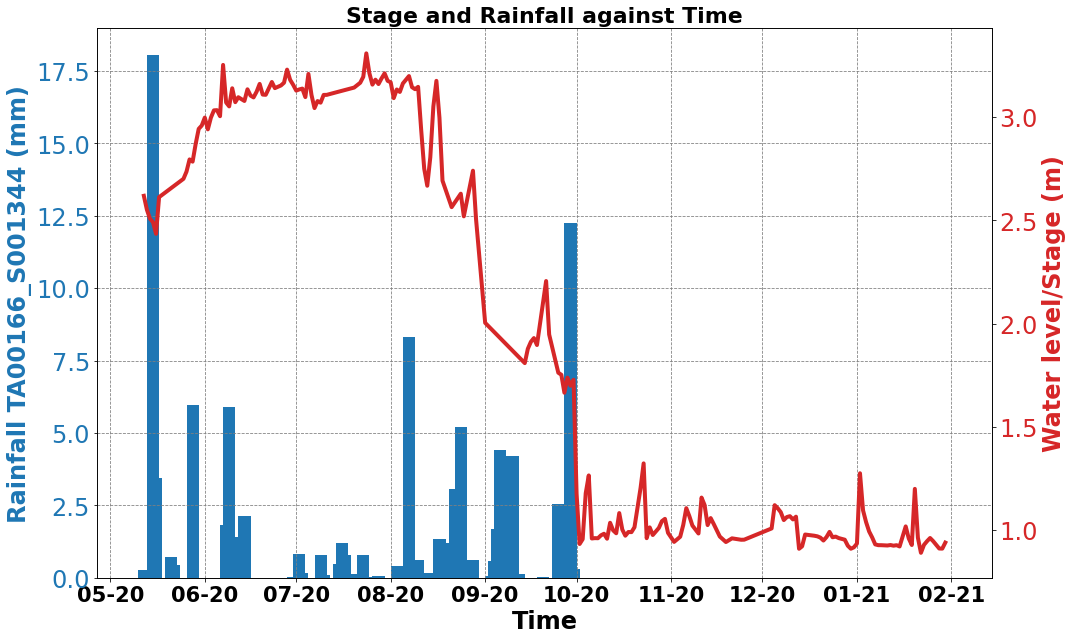 Stage and Rainfall against Time
Rainfall TA00166_S001344 (mm)
17.5
15.0
12.5
10.0
7.5
5.0
2.5
0.0
3.0
2.5
2.0
1.5
1.0
Water level/Stage (m)
05-20 06-20 07-20 08-20 09-20 10-20 11-20 12-20 01-21 02-21
Time